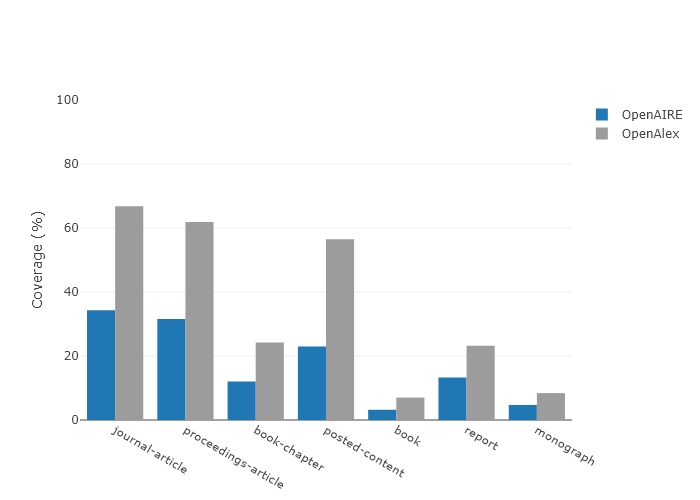 100
80
60
40
20
0
Coverage (%)
journal-article
proceedings-article
book-chapter
posted-content
book
report
monograph
OpenAIRE
OpenAlex